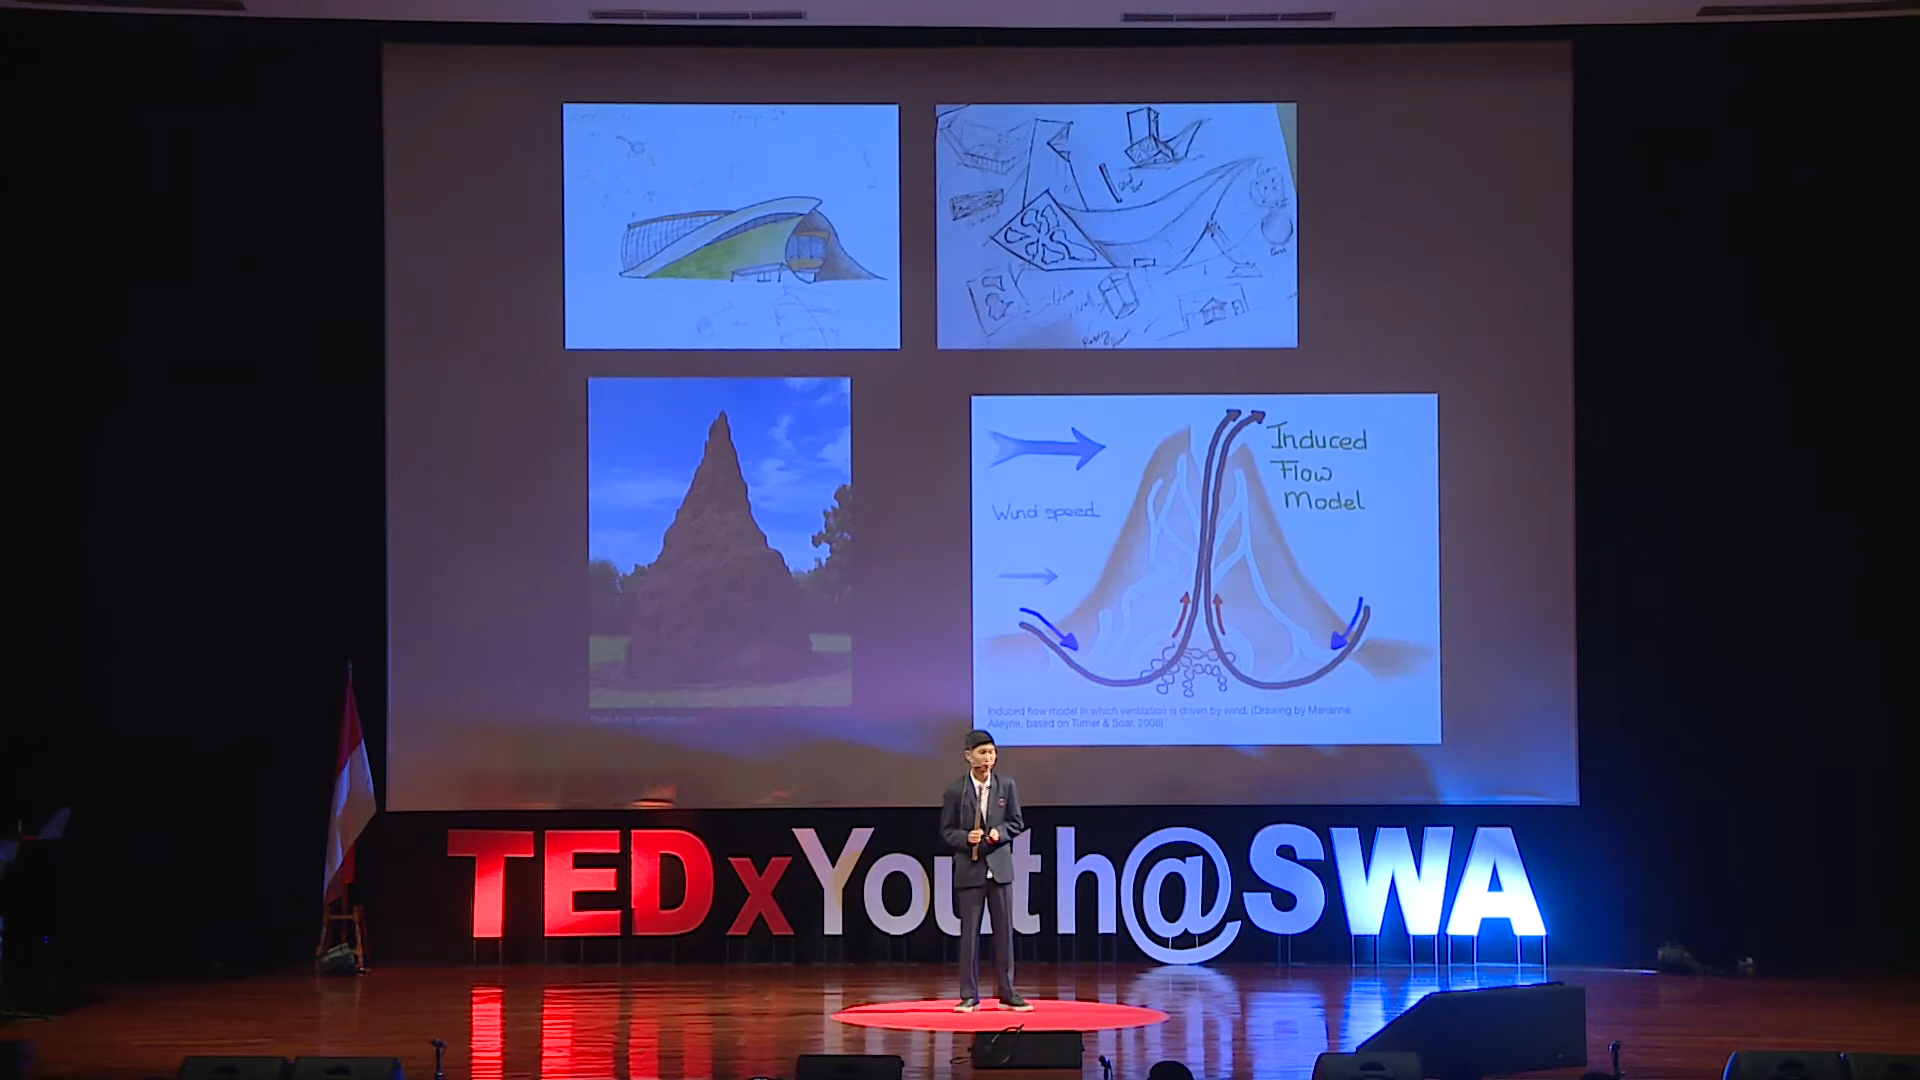 Induced
Flow
Model
Wind speed
Induced flow model in which ventilation is driven by wind. (Drawing by Marianne
Alleyne, based on Turner & Soar, 2008)
TEDxYouth@SWA